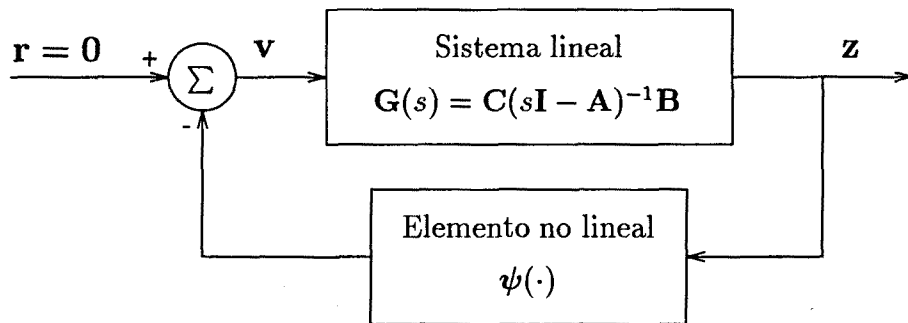 r = 0
+
Σ
-
v
Sistema lineal
G(s) = C(sI − A)⁻¹B
z
Elemento no lineal
ψ(·)